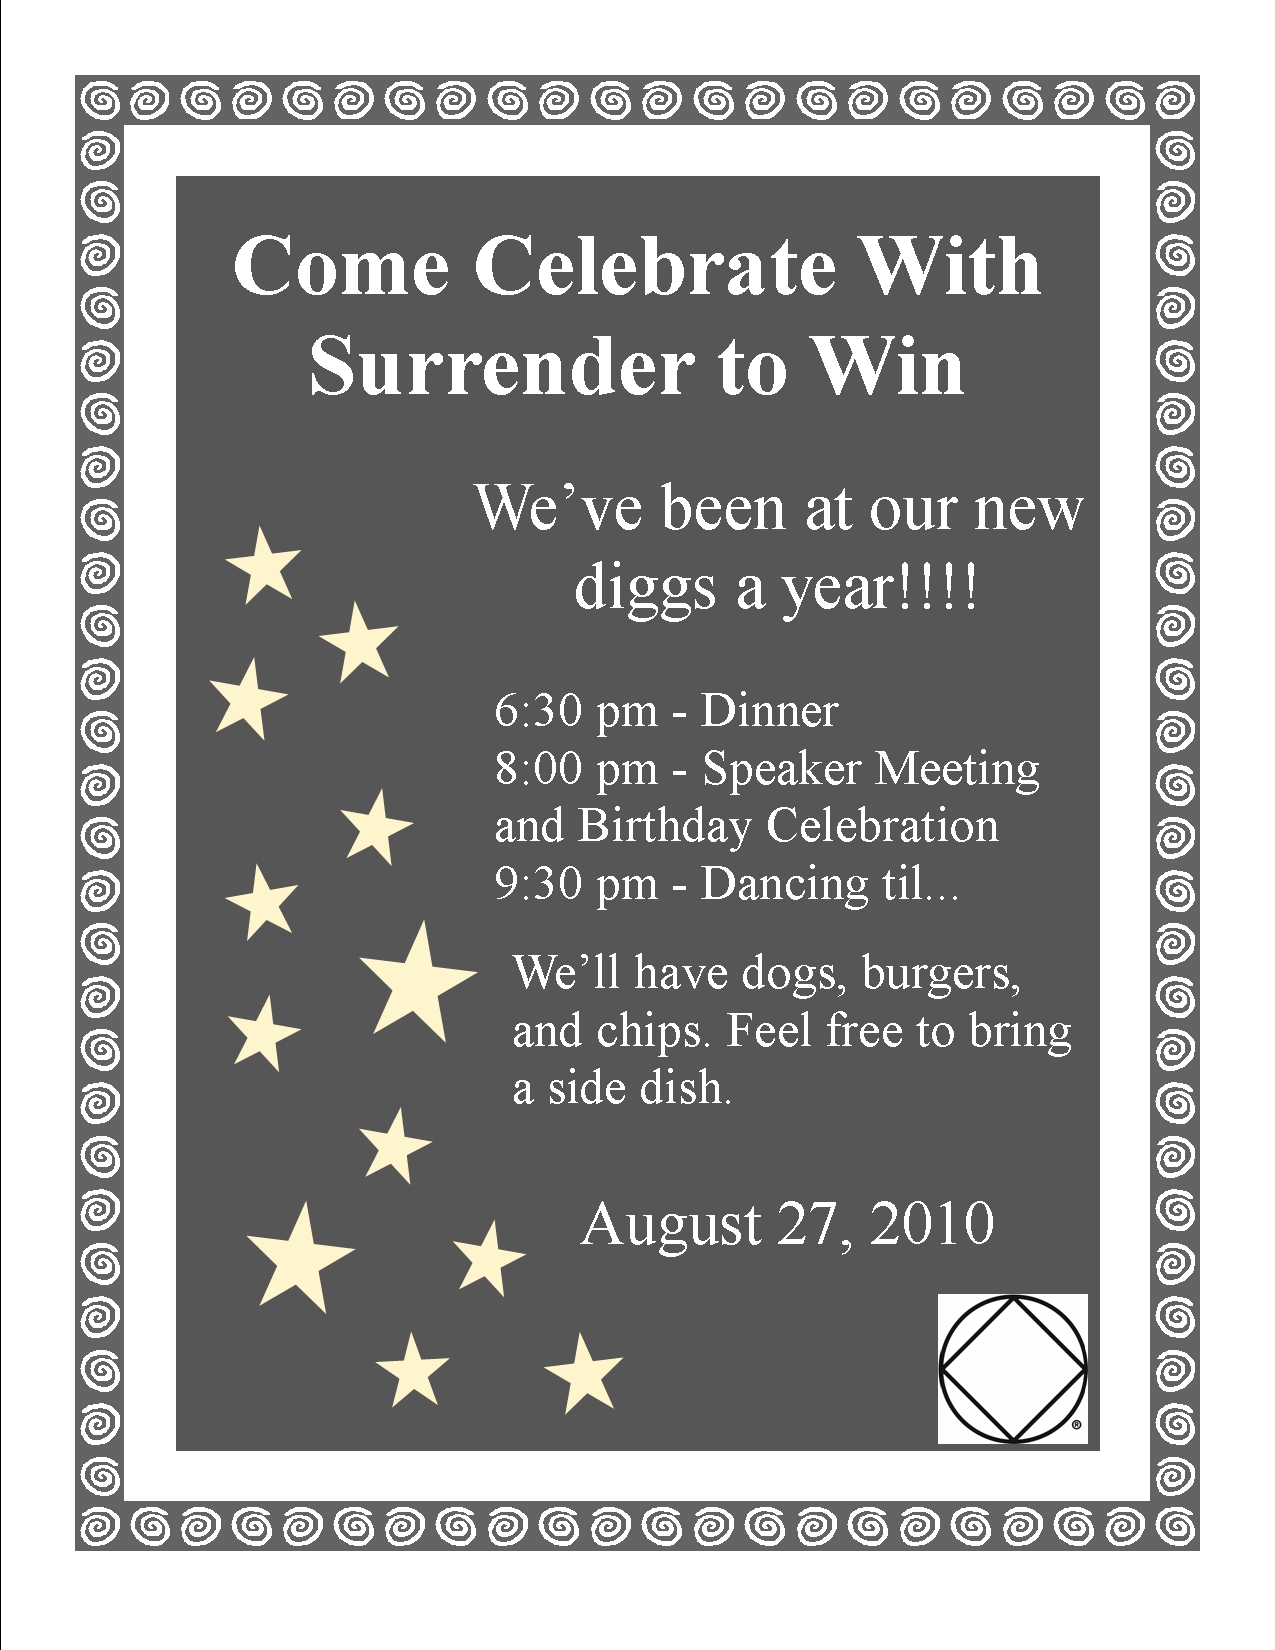 Come Celebrate With
Surrender to Win
We’ve been at our new
diggs a year!!!!
6:30 pm - Dinner
8:00 pm - Speaker Meeting
and Birthday Celebration
9:30 pm - Dancing til...
We’ll have dogs, burgers,
and chips. Feel free to bring
a side dish.
August 27, 2010
®